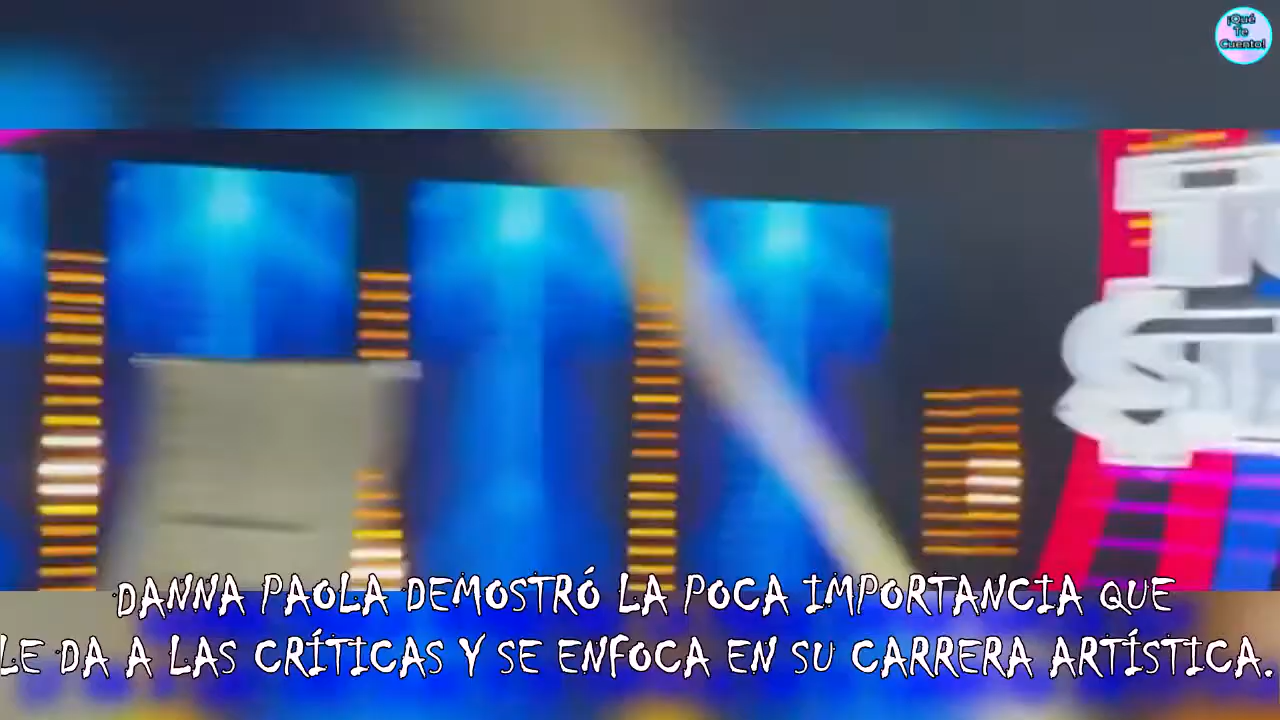 ¡Qué
Te
Cuento!
DANNA PAOLA DEMOSTRÓ LA POCA IMPORTANCIA QUE
LE DA A LAS CRÍTICAS Y SE ENFOCA EN SU CARRERA ARTÍSTICA.